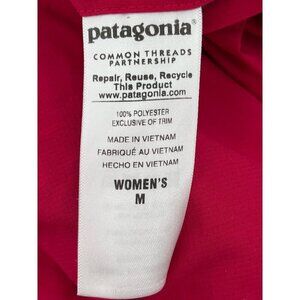 patagonia®
COMMON THREADS
PARTNERSHIP
Repair, Reuse, Recycle
This Product
www.patagonia.com
100% POLYESTER
EXCLUSIVE OF TRIM
MADE IN VIETNAM
FABRIQUÉ AU VIETNAM
HECHO EN VIETNAM
WOMEN'S
M